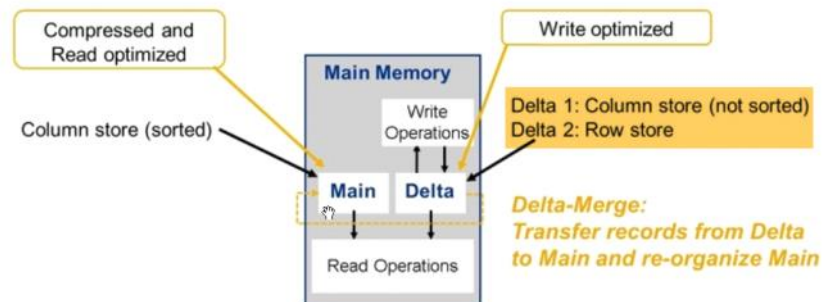 Compressed and
Read optimized
Write optimized
Main Memory
Write
Operations
Column store (sorted)
Delta 1: Column store (not sorted)
Delta 2: Row store
Main
Delta
Delta-Merge:
Transfer records from Delta
to Main and re-organize Main
Read Operations